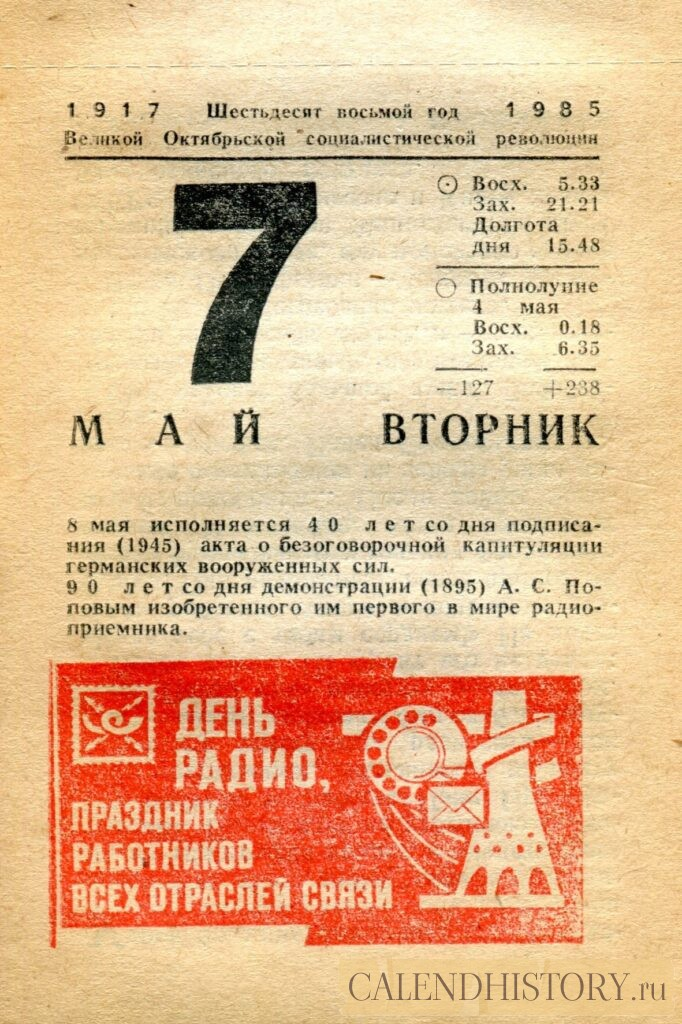 1917 Шестьдесят восьмой год 1985
Великой Октябрьской социалистической революции
7
Восх. 5.33
Зах. 21.21
Долгота
дня 15.48
Полнолуние
4 мая
Восх. 0.18
Зах. 6.35
—127 +238
МАЙ ВТОРНИК
8 мая исполняется 40 лет со дня подписа-
ния (1945) акта о безоговорочной капитуляции
германских вооруженных сил.
90 лет со дня демонстрации (1895) А. С. По-
повым изобретенного им первого в мире радио-
приемника.
ДЕНЬ
РАДИО,
ПРАЗДНИК
РАБОТНИКОВ
ВСЕХ ОТРАСЛЕЙ СВЯЗИ
CALENDHISTORY.ru